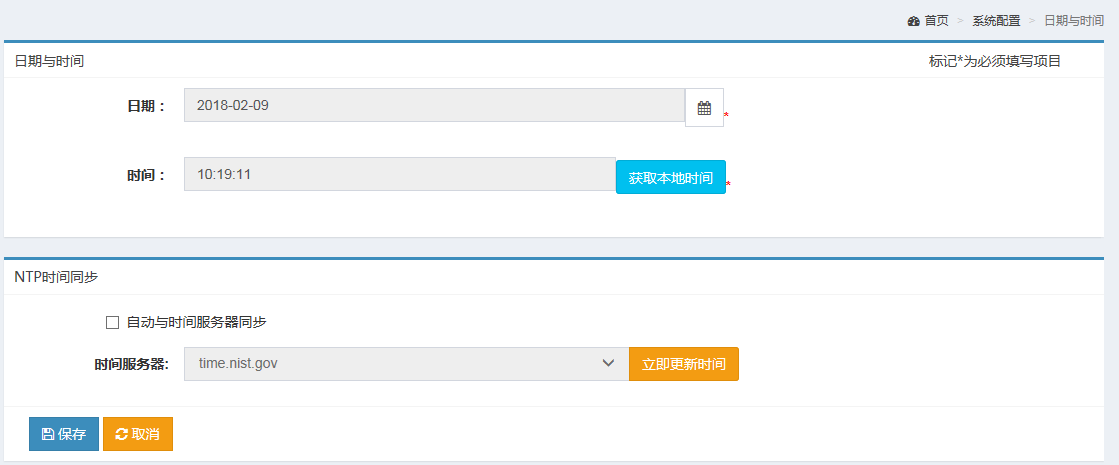 首页 > 系统配置 > 日期与时间
日期与时间 标记*为必须填写项目
日期： 2018-02-09 *
时间： 10:19:11 获取本地时间 *
NTP时间同步
自动与时间服务器同步
时间服务器: time.nist.gov 立即更新时间
保存 取消